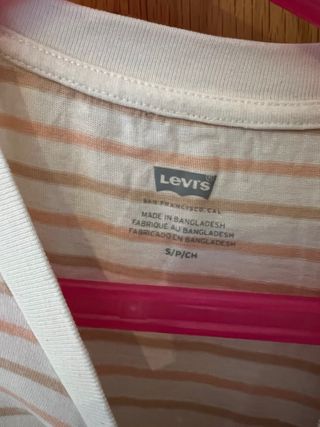 Levi's
SAN FRANCISCO, CAL
MADE IN BANGLADESH
FABRIQUÉ AU BANGLADESH
FABRICADO EN BANGLADESH
S/P/CH